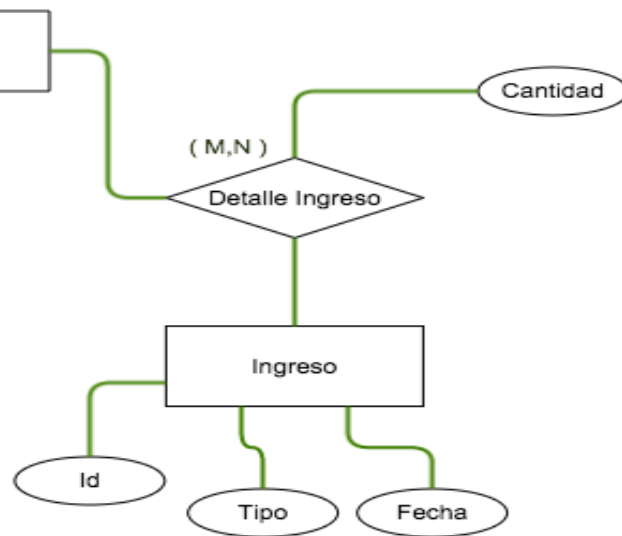 Cantidad
( M,N )
Detalle Ingreso
Ingreso
Id
Tipo
Fecha